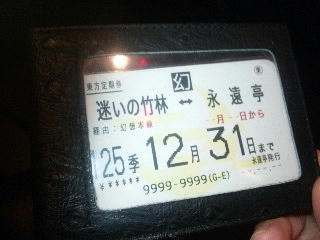 東方定期券 幻 東
迷いの竹林 ↔ 永遠亭
経由:幻想本線 --月--日から
125季 12月31日まで
****** 永遠亭発行
9999-9999(G-E)